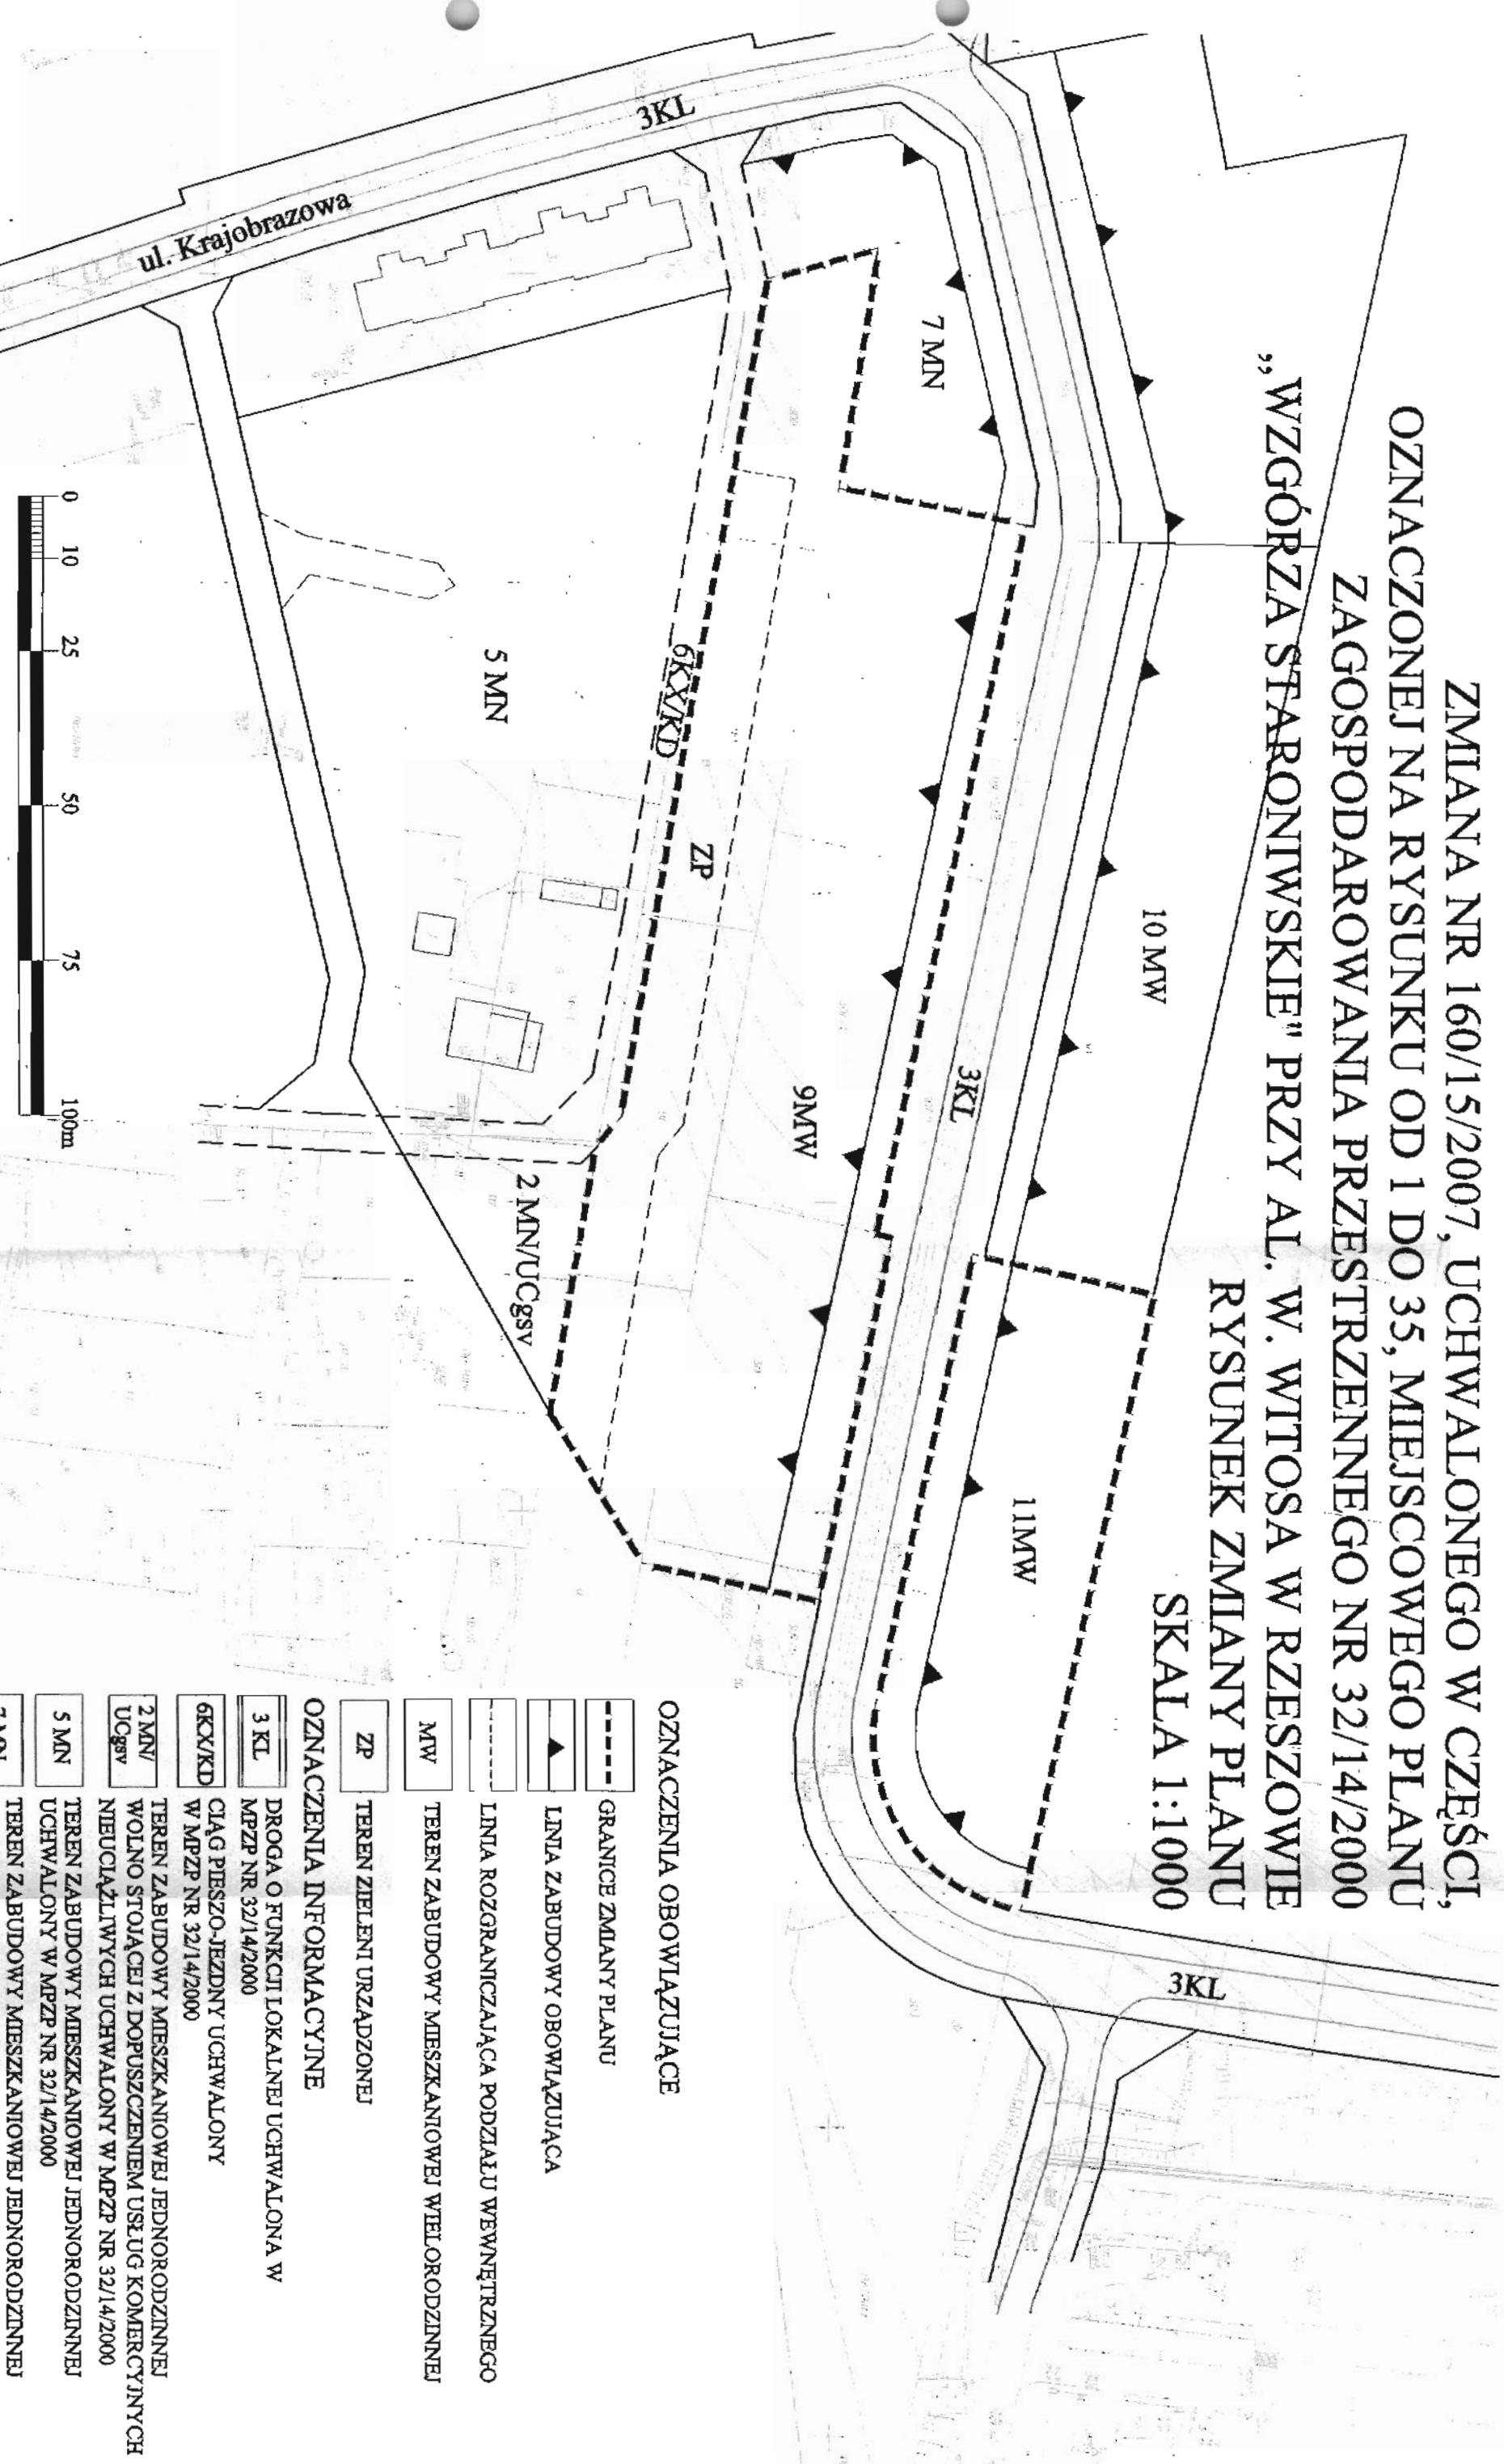 ZMIANA NR 160/15/2007, UCHWALONEGO W CZĘŚCI,
OZNACZONEJ NA RYSUNKU OD 1 DO 35, MIEJSCOWEGO PLANU
ZAGOSPODAROWANIA PRZESTRZENNEGO NR 32/14/2000
„WZGÓRZA STARONIWSKIE" PRZY AL. W. WITOSA W RZESZOWIE
RYSUNEK ZMIANY PLANU
SKALA 1:1000
3KL
ul. Krajobrazowa
7 MN
10 MW
3KL
9MW
11MW
6KX/KD
ZP
5 MN
2 MN/UCgsv
3KL
0 10 25 50 75 100m
OZNACZENIA OBOWIĄZUJĄCE
GRANICE ZMIANY PLANU
LINIA ZABUDOWY OBOWIĄZUJĄCA
LINIA ROZGRANICZAJĄCA PODZIAŁU WEWNĘTRZNEGO
MW TEREN ZABUDOWY MIESZKANIOWEJ WIELORODZINNEJ
ZP TEREN ZIELENI URZĄDZONEJ
OZNACZENIA INFORMACYJNE
3 KL DROGA O FUNKCJI LOKALNEJ UCHWALONA W
MPZP NR 32/14/2000
6KX/KD CIĄG PIESZO-JEZDNY UCHWALONY
W MPZP NR 32/14/2000
2 MN/ UCgsv TEREN ZABUDOWY MIESZKANIOWEJ JEDNORODZINNEJ
WOLNO STOJĄCEJ Z DOPUSZCZENIEM USŁUG KOMERCYJNYCH
NIEUCIĄŻLIWYCH UCHWALONY W MPZP NR 32/14/2000
5 MN TEREN ZABUDOWY MIESZKANIOWEJ JEDNORODZINNEJ
UCHWALONY W MPZP NR 32/14/2000
7 MN TEREN ZABUDOWY MIESZKANIOWEJ JEDNORODZINNEJ